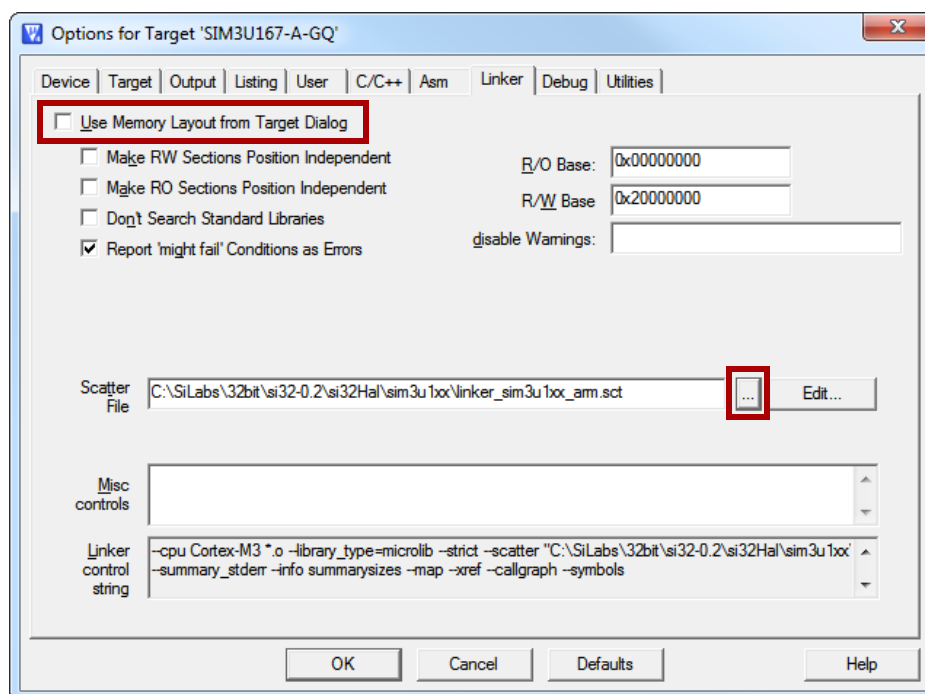 Options for Target 'SIM3U167-A-GQ'
Device Target Output Listing User C/C++ Asm Linker Debug Utilities
Use Memory Layout from Target Dialog
Make RW Sections Position Independent
Make RO Sections Position Independent
Don't Search Standard Libraries
Report 'might fail' Conditions as Errors
R/O Base: 0x00000000
R/W Base 0x20000000
disable Warnings:
Scatter
File
C:\SiLabs\32bit\si32-0.2\si32Hal\sim3u1xx\linker_sim3u1xx_arm.sct
... Edit...
Misc
controls
Linker
control
string
--cpu Cortex-M3 *.o --library_type=microlib --strict --scatter "C:\SiLabs\32bit\si32-0.2\si32Hal\sim3u1xx\
--summary_stderr --info summarysizes --map --xref --callgraph --symbols
OK Cancel Defaults Help